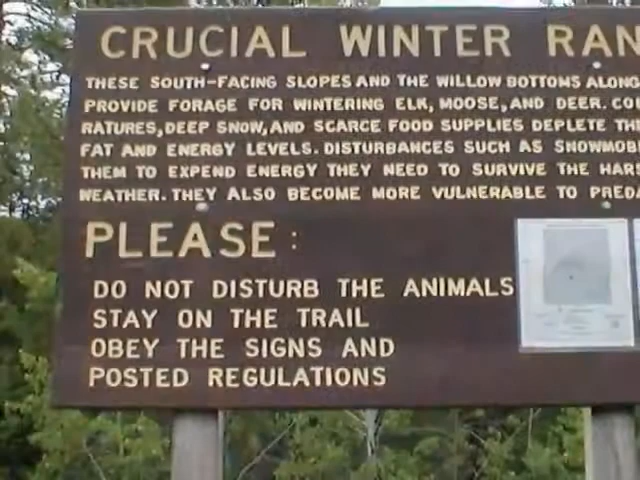 CRUCIAL WINTER RAN
THESE SOUTH-FACING SLOPES AND THE WILLOW BOTTOMS ALONG
PROVIDE FORAGE FOR WINTERING ELK, MOOSE, AND DEER. CO
RATURES, DEEP SNOW, AND SCARCE FOOD SUPPLIES DEPLETE THE
FAT AND ENERGY LEVELS. DISTURBANCES SUCH AS SNOWMOB
THEM TO EXPEND ENERGY THEY NEED TO SURVIVE THE HAR
WEATHER. THEY ALSO BECOME MORE VULNERABLE TO PREDA
PLEASE:
DO NOT DISTURB THE ANIMALS
STAY ON THE TRAIL
OBEY THE SIGNS AND
POSTED REGULATIONS